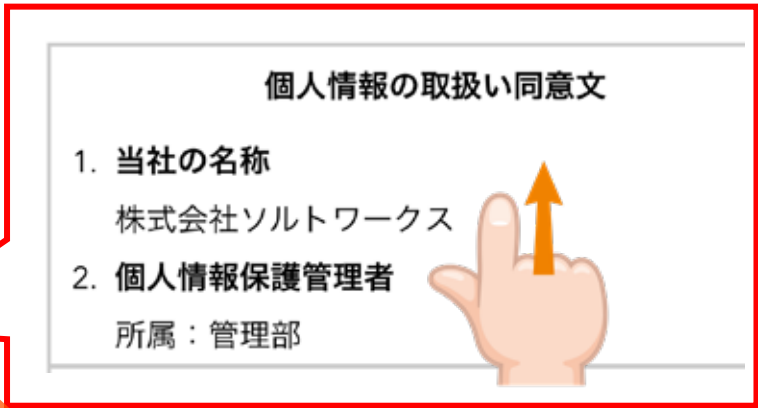 個人情報の取扱い同意文
1. 当社の名称
株式会社ソルトワークス
2. 個人情報保護管理者
所属：管理部